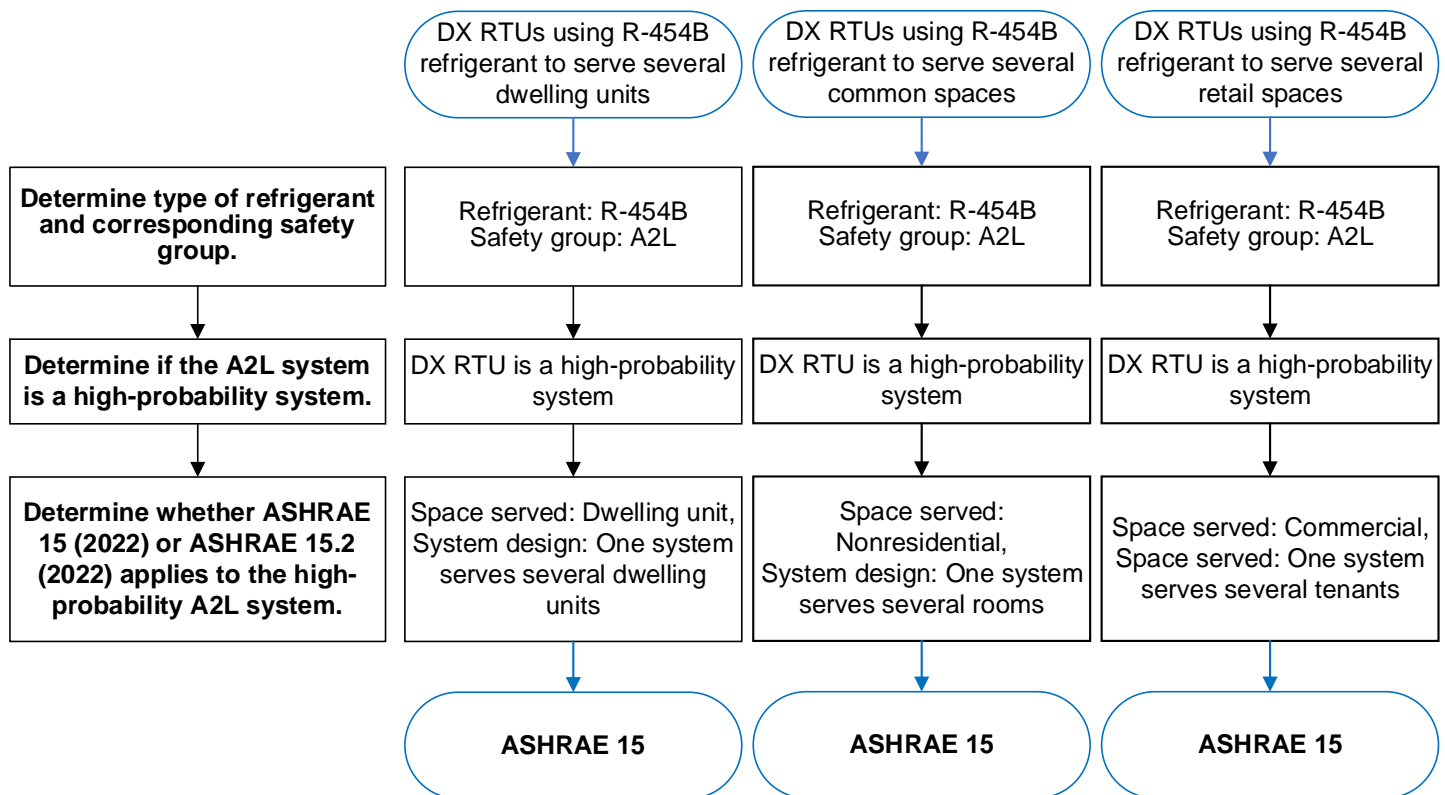 DX RTUs using R-454B
refrigerant to serve several
dwelling units
DX RTUs using R-454B
refrigerant to serve several
common spaces
DX RTUs using R-454B
refrigerant to serve several
retail spaces
Determine type of refrigerant
and corresponding safety
group.
Refrigerant: R-454B
Safety group: A2L
Refrigerant: R-454B
Safety group: A2L
Refrigerant: R-454B
Safety group: A2L
Determine if the A2L system
is a high-probability system.
DX RTU is a high-probability
system
DX RTU is a high-probability
system
DX RTU is a high-probability
system
Determine whether ASHRAE
15 (2022) or ASHRAE 15.2
(2022) applies to the high-
probability A2L system.
Space served: Dwelling unit,
System design: One system
serves several dwelling
units
Space served:
Nonresidential,
System design: One system
serves several rooms
Space served: Commercial,
Space served: One system
serves several tenants
ASHRAE 15
ASHRAE 15
ASHRAE 15